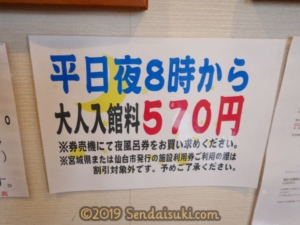 平日夜8時から
大人入館料570円
※券売機にて夜風呂券をお買い求めください。
※宮城県または仙台市発行の施設利用券ご利用の際は
割引対象外です。予めご了承ください。
©2019 Sendaisuki.com